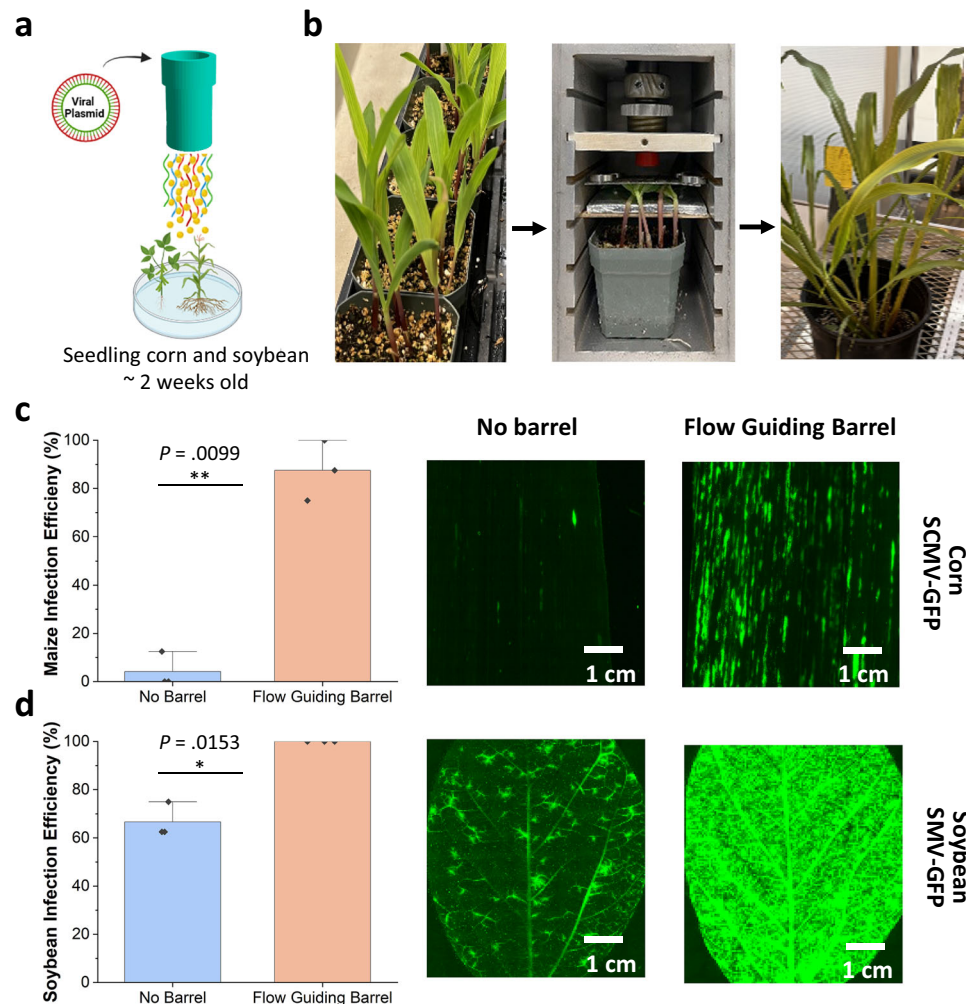 a
Viral
Plasmid
Seedling corn and soybean
~ 2 weeks old
b
c
Maize Infection Efficieny (%)
100
80
60
40
20
0
P = .0099
**
No Barrel
Flow Guiding Barrel
No barrel
Flow Guiding Barrel
1 cm
1 cm
Corn
SCMV-GFP
d
Soybean Infection Efficiency (%)
100
80
60
40
20
0
P = .0153
*
No Barrel
Flow Guiding Barrel
1 cm
1 cm
Soybean
SMV-GFP